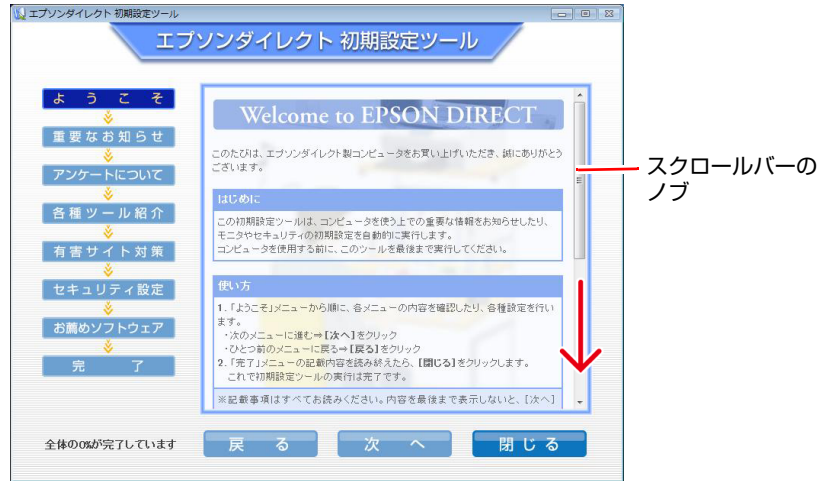 エプソンダイレクト 初期設定ツール
エプソンダイレクト 初期設定ツール
ようこそ
重要なお知らせ
アンケートについて
各種ツール紹介
有害サイト対策
セキュリティ設定
お薦めソフトウェア
完了
Welcome to EPSON DIRECT
このたびは、エプソンダイレクト製コンピュータをお買い上げいただき、誠にありがとう
ございます。
はじめに
この初期設定ツールは、コンピュータを使う上での重要な情報をお知らせしたり、
モニタやセキュリティの初期設定を自動的に実行します。
コンピュータを使用する前に、このツールを最後まで実行してください。
使い方
1. 「ようこそ」メニューから順に、各メニューの内容を確認したり、各種設定を行い
ます。
・次のメニューに進む⇒[次へ]をクリック
・ひとつ前のメニューに戻る⇒[戻る]をクリック
2. 「完了」メニューの記載内容を読み終えたら、[閉じる]をクリックします。
これで初期設定ツールの実行は完了です。
※記載事項はすべてお読みください。内容を最後まで表示しないと、[次へ]
スクロールバーの
ノブ
全体の0%が完了しています
戻る
次へ
閉じる